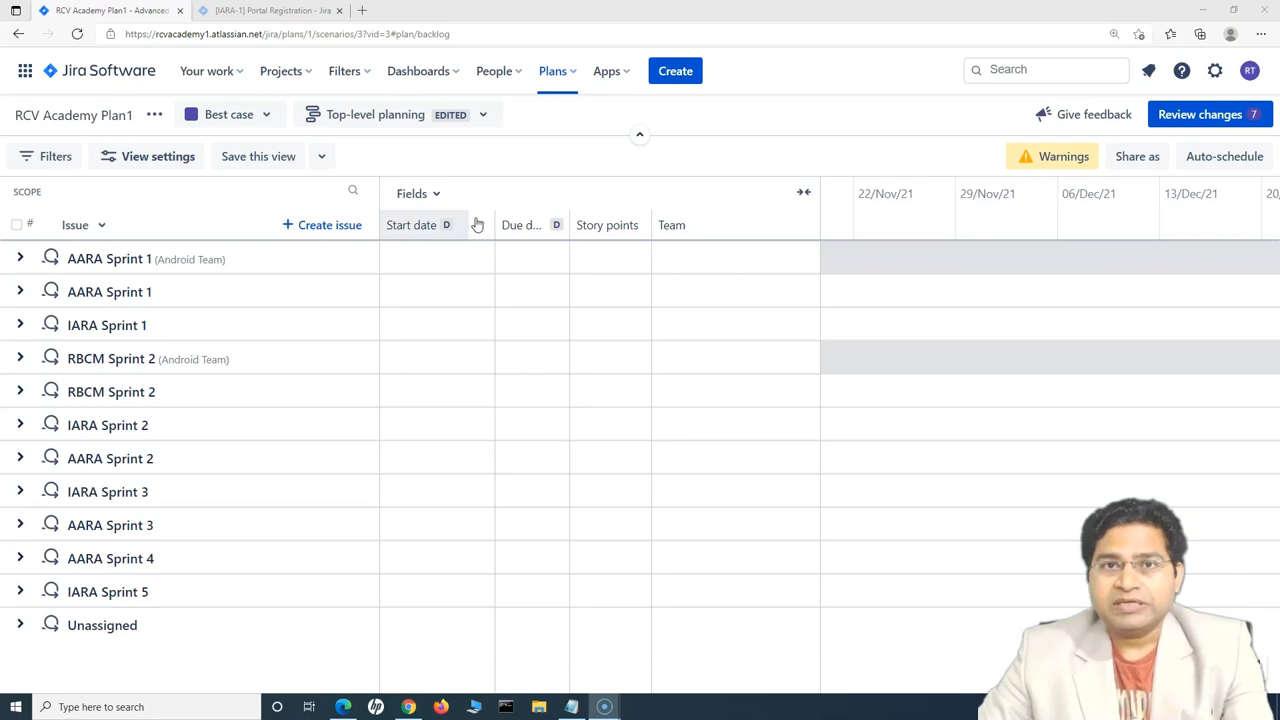 RCV Academy Plan1 - Advanced
[IARA-1] Portal Registration - Jira
https://rcvacademy1.atlassian.net/jira/plans/1/scenarios/3?vid=3#plan/backlog
Jira Software
Your work
Projects
Filters
Dashboards
People
Plans
Apps
Create
Search
RT
RCV Academy Plan1
Best case
Top-level planning EDITED
Give feedback
Review changes 7
Filters
View settings
Save this view
Warnings
Share as
Auto-schedule
SCOPE
Fields
22/Nov/21
29/Nov/21
06/Dec/21
13/Dec/21
20/
#
Issue
+ Create issue
Start date D
Due d... D
Story points
Team
AARA Sprint 1 (Android Team)
AARA Sprint 1
IARA Sprint 1
RBCM Sprint 2 (Android Team)
RBCM Sprint 2
IARA Sprint 2
AARA Sprint 2
IARA Sprint 3
AARA Sprint 3
AARA Sprint 4
IARA Sprint 5
Unassigned
Type here to search